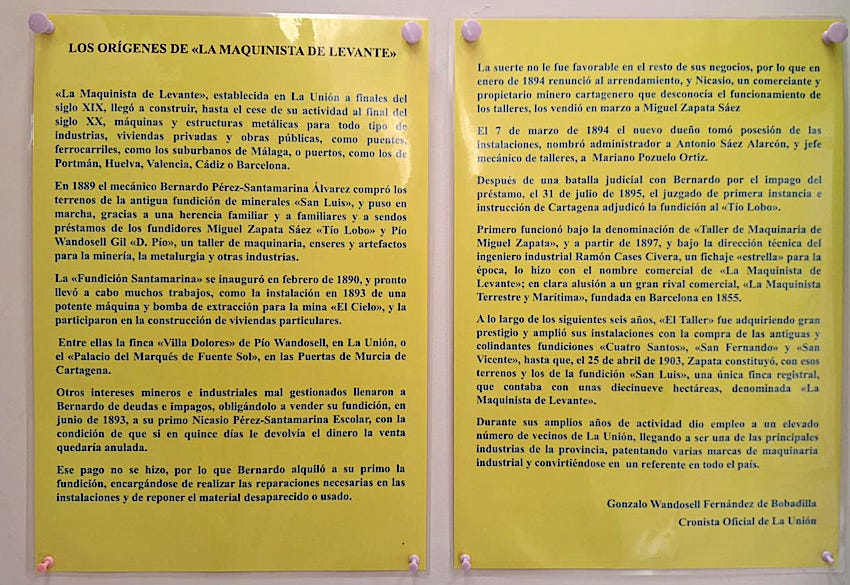 LOS ORÍGENES DE «LA MAQUINISTA DE LEVANTE»
«La Maquinista de Levante», establecida en La Unión a finales del
siglo XIX, llegó a construir, hasta el cese de su actividad al final del
siglo XX, máquinas y estructuras metálicas para todo tipo de
industrias, viviendas privadas y obras públicas, como puentes,
ferrocarriles, como los suburbanos de Málaga, o puertos, como los de
Portmán, Huelva, Valencia, Cádiz o Barcelona.
En 1889 el mecánico Bernardo Pérez-Santamarina Álvarez compró los
terrenos de la antigua fundición de minerales «San Luis», y puso en
marcha, gracias a una herencia familiar y a familiares y a sendos
préstamos de los fundidores Miguel Zapata Sáez «Tío Lobo» y Pío
Wandosell Gil «D. Pío», un taller de maquinaria, enseres y artefactos
para la minería, la metalurgia y otras industrias.
La «Fundición Santamarina» se inauguró en febrero de 1890, y pronto
llevó a cabo muchos trabajos, como la instalación en 1893 de una
potente máquina y bomba de extracción para la mina «El Cielo», y la
participaron en la construcción de viviendas particulares.
Entre ellas la finca «Villa Dolores» de Pío Wandosell, en La Unión, o
el «Palacio del Marqués de Fuente Sol», en las Puertas de Murcia de
Cartagena.
Otros intereses mineros e industriales mal gestionados llenaron a
Bernardo de deudas e impagos, obligándolo a vender su fundición, en
junio de 1893, a su primo Nicasio Pérez-Santamarina Escolar, con la
condición de que si en quince días le devolvía el dinero la venta
quedaría anulada.
Ese pago no se hizo, por lo que Bernardo alquiló a su primo la
fundición, encargándose de realizar las reparaciones necesarias en las
instalaciones y de reponer el material desaparecido o usado.
La suerte no le fue favorable en el resto de sus negocios, por lo que en
enero de 1894 renunció al arrendamiento, y Nicasio, un comerciante y
propietario minero cartagenero que desconocía el funcionamiento de
los talleres, los vendió en marzo a Miguel Zapata Sáez
El 7 de marzo de 1894 el nuevo dueño tomó posesión de las
instalaciones, nombró administrador a Antonio Sáez Alarcón, y jefe
mecánico de talleres, a Mariano Pozuelo Ortiz.
Después de una batalla judicial con Bernardo por el impago del
préstamo, el 31 de julio de 1895, el juzgado de primera instancia e
instrucción de Cartagena adjudicó la fundición al «Tío Lobo».
Primero funcionó bajo la denominación de «Taller de Maquinaria de
Miguel Zapata», y a partir de 1897, y bajo la dirección técnica del
ingeniero industrial Ramón Cases Civera, un fichaje «estrella» para la
época, lo hizo con el nombre comercial de «La Maquinista de
Levante»; en clara alusión a un gran rival comercial, «La Maquinista
Terrestre y Marítima», fundada en Barcelona en 1855.
A lo largo de los siguientes seis años, «El Taller» fue adquiriendo gran
prestigio y amplió sus instalaciones con la compra de las antiguas y
colindantes fundiciones «Cuatro Santos», «San Fernando» y «San
Vicente», hasta que, el 25 de abril de 1903, Zapata constituyó, con esos
terrenos y los de la fundición «San Luis», una única finca registral,
que contaba con unas diecinueve hectáreas, denominada «La
Maquinista de Levante».
Durante sus amplios años de actividad dio empleo a un elevado
número de vecinos de La Unión, llegando a ser una de las principales
industrias de la provincia, patentando varias marcas de maquinaria
industrial y convirtiéndose en un referente en todo el país.
Gonzalo Wandosell Fernández de Bobadilla
Cronista Oficial de La Unión